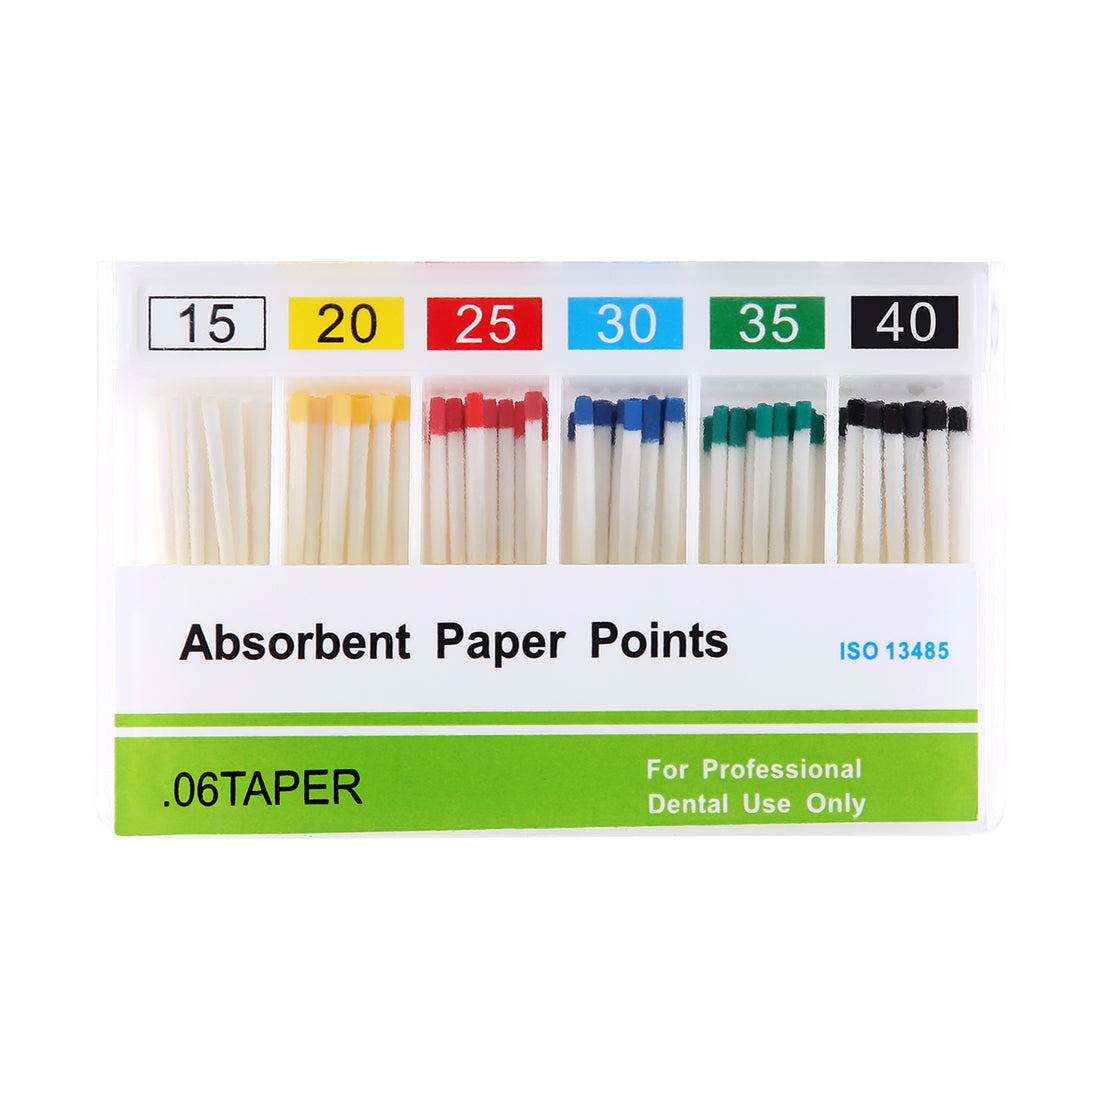 15 20 25 30 35 40
Absorbent Paper Points
ISO 13485
.06TAPER
For Professional
Dental Use Only